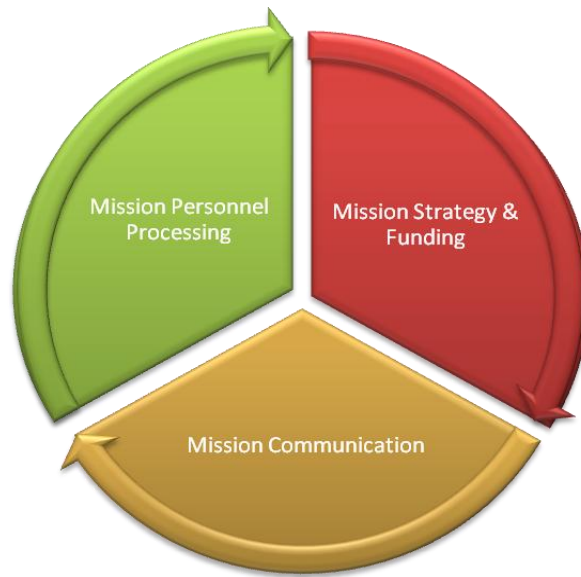 Mission Personnel
Processing
Mission Strategy &
Funding
Mission Communication